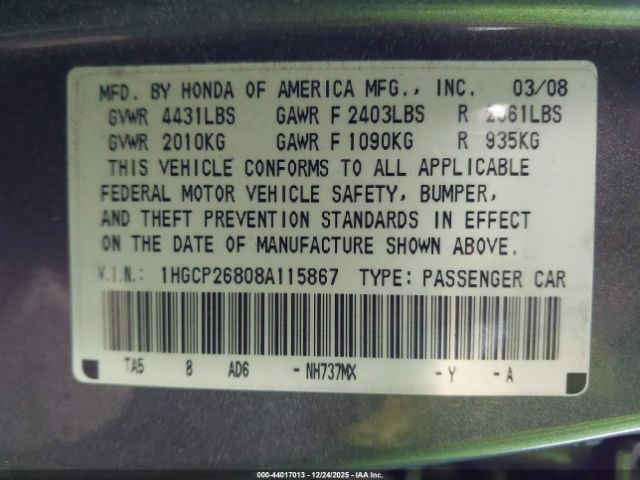 MFD. BY HONDA OF AMERICA MFG., INC. 03/08
GVWR 4431LBS GAWR F 2403LBS R 2061LBS
GVWR 2010KG GAWR F 1090KG R 935KG
THIS VEHICLE CONFORMS TO ALL APPLICABLE
FEDERAL MOTOR VEHICLE SAFETY, BUMPER,
AND THEFT PREVENTION STANDARDS IN EFFECT
ON THE DATE OF MANUFACTURE SHOWN ABOVE.
V.I.N.: 1HGCP26808A115867 TYPE: PASSENGER CAR
TA5 8 AD6 - NH737MX - Y - A
000-44017013 - 12/24/2025 - IAAI.COM